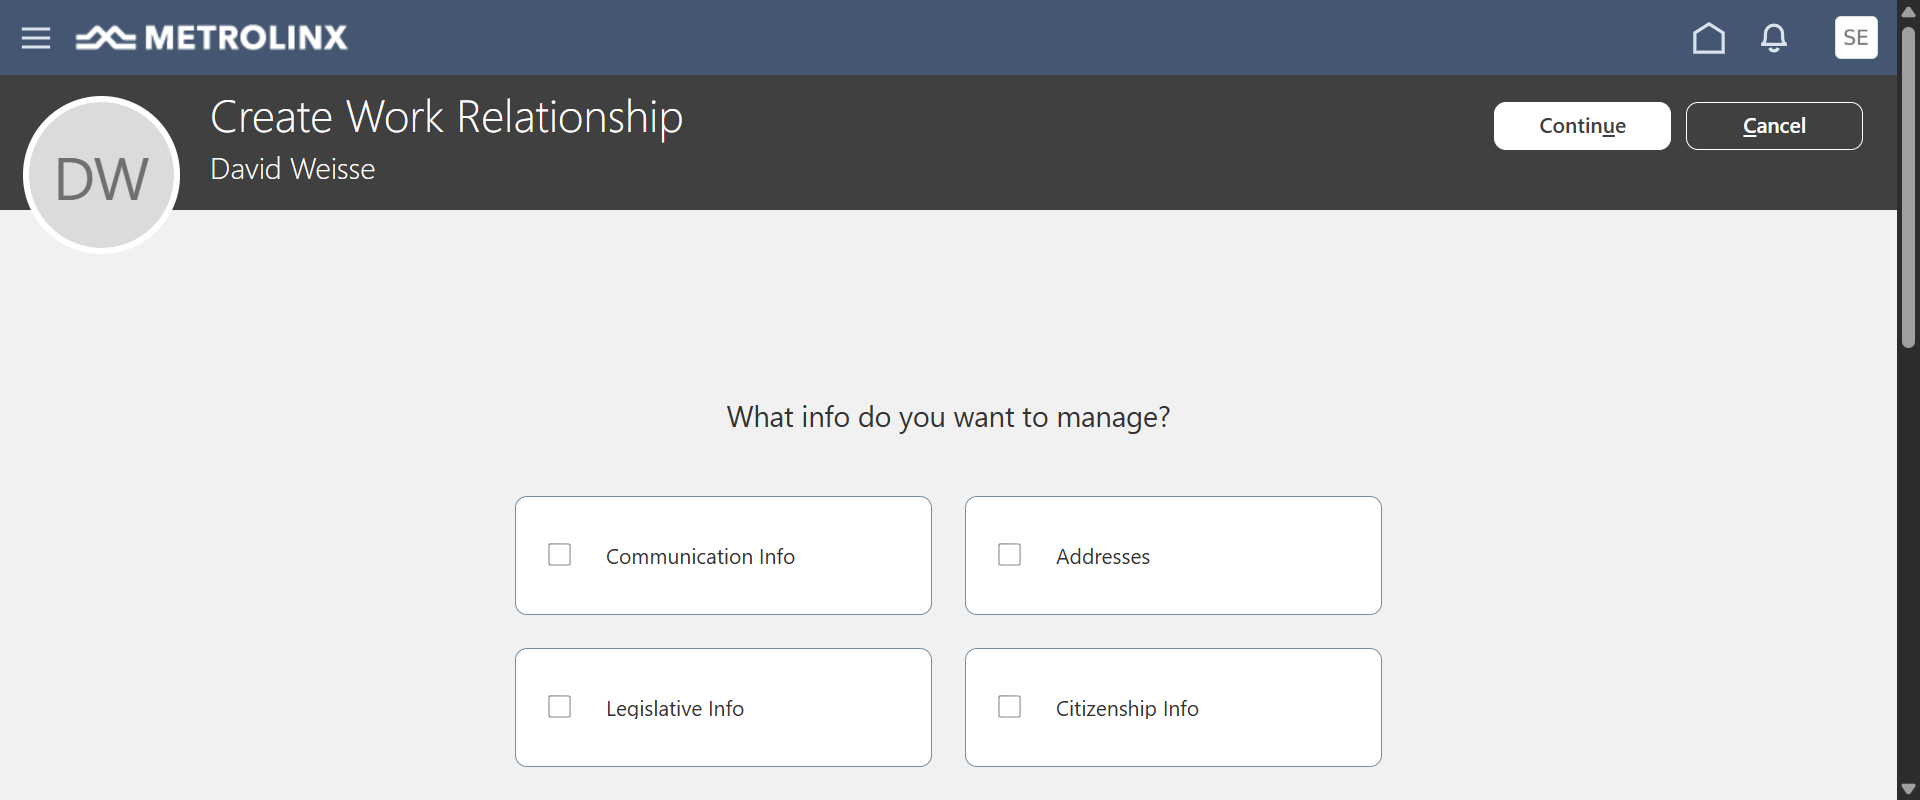 METROLINX
SE
DW
Create Work Relationship
David Weisse
Continue
Cancel
What info do you want to manage?
Communication Info
Addresses
Legislative Info
Citizenship Info